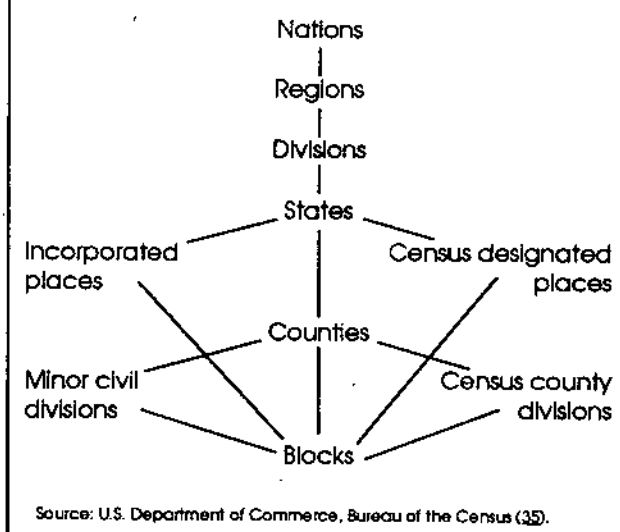 Nations
Regions
Divisions
States
Incorporated
places
Census designated
places
Counties
Minor civil
divisions
Census county
divisions
Blocks
Source: U.S. Department of Commerce, Bureau of the Census (35).